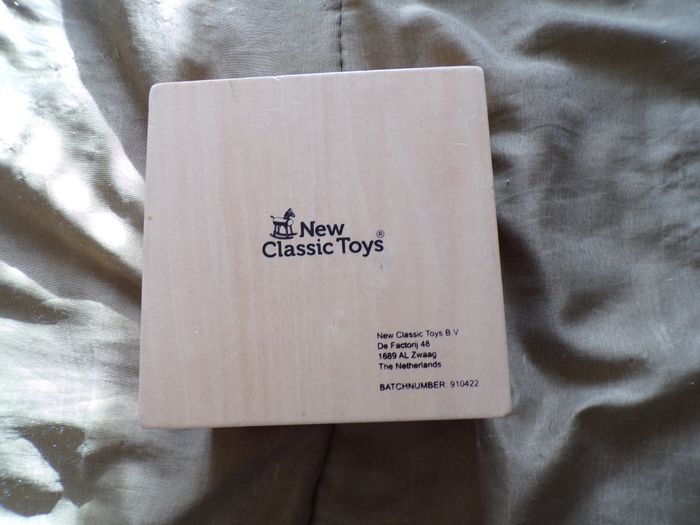 New
Classic Toys®
New Classic Toys B.V
De Factorij 48
1689 AL Zwaag
The Netherlands
BATCHNUMBER 910422